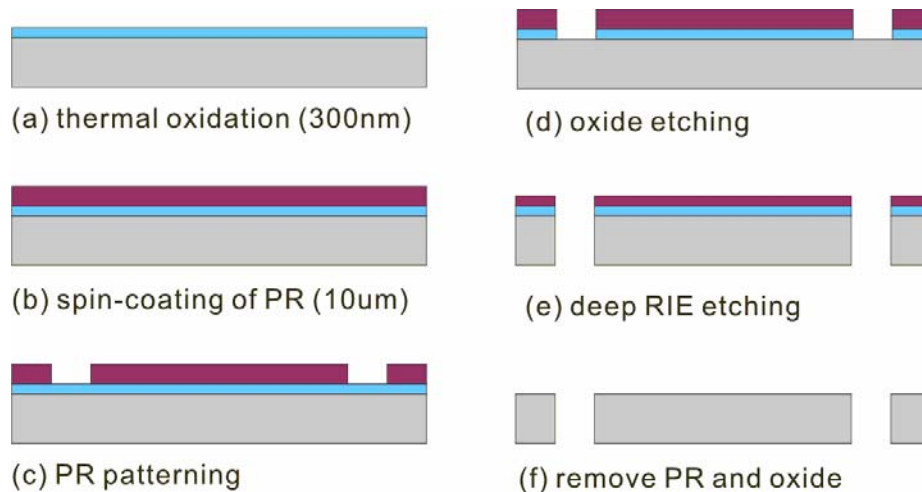 (a) thermal oxidation (300nm)
(b) spin-coating of PR (10um)
(c) PR patterning
(d) oxide etching
(e) deep RIE etching
(f) remove PR and oxide